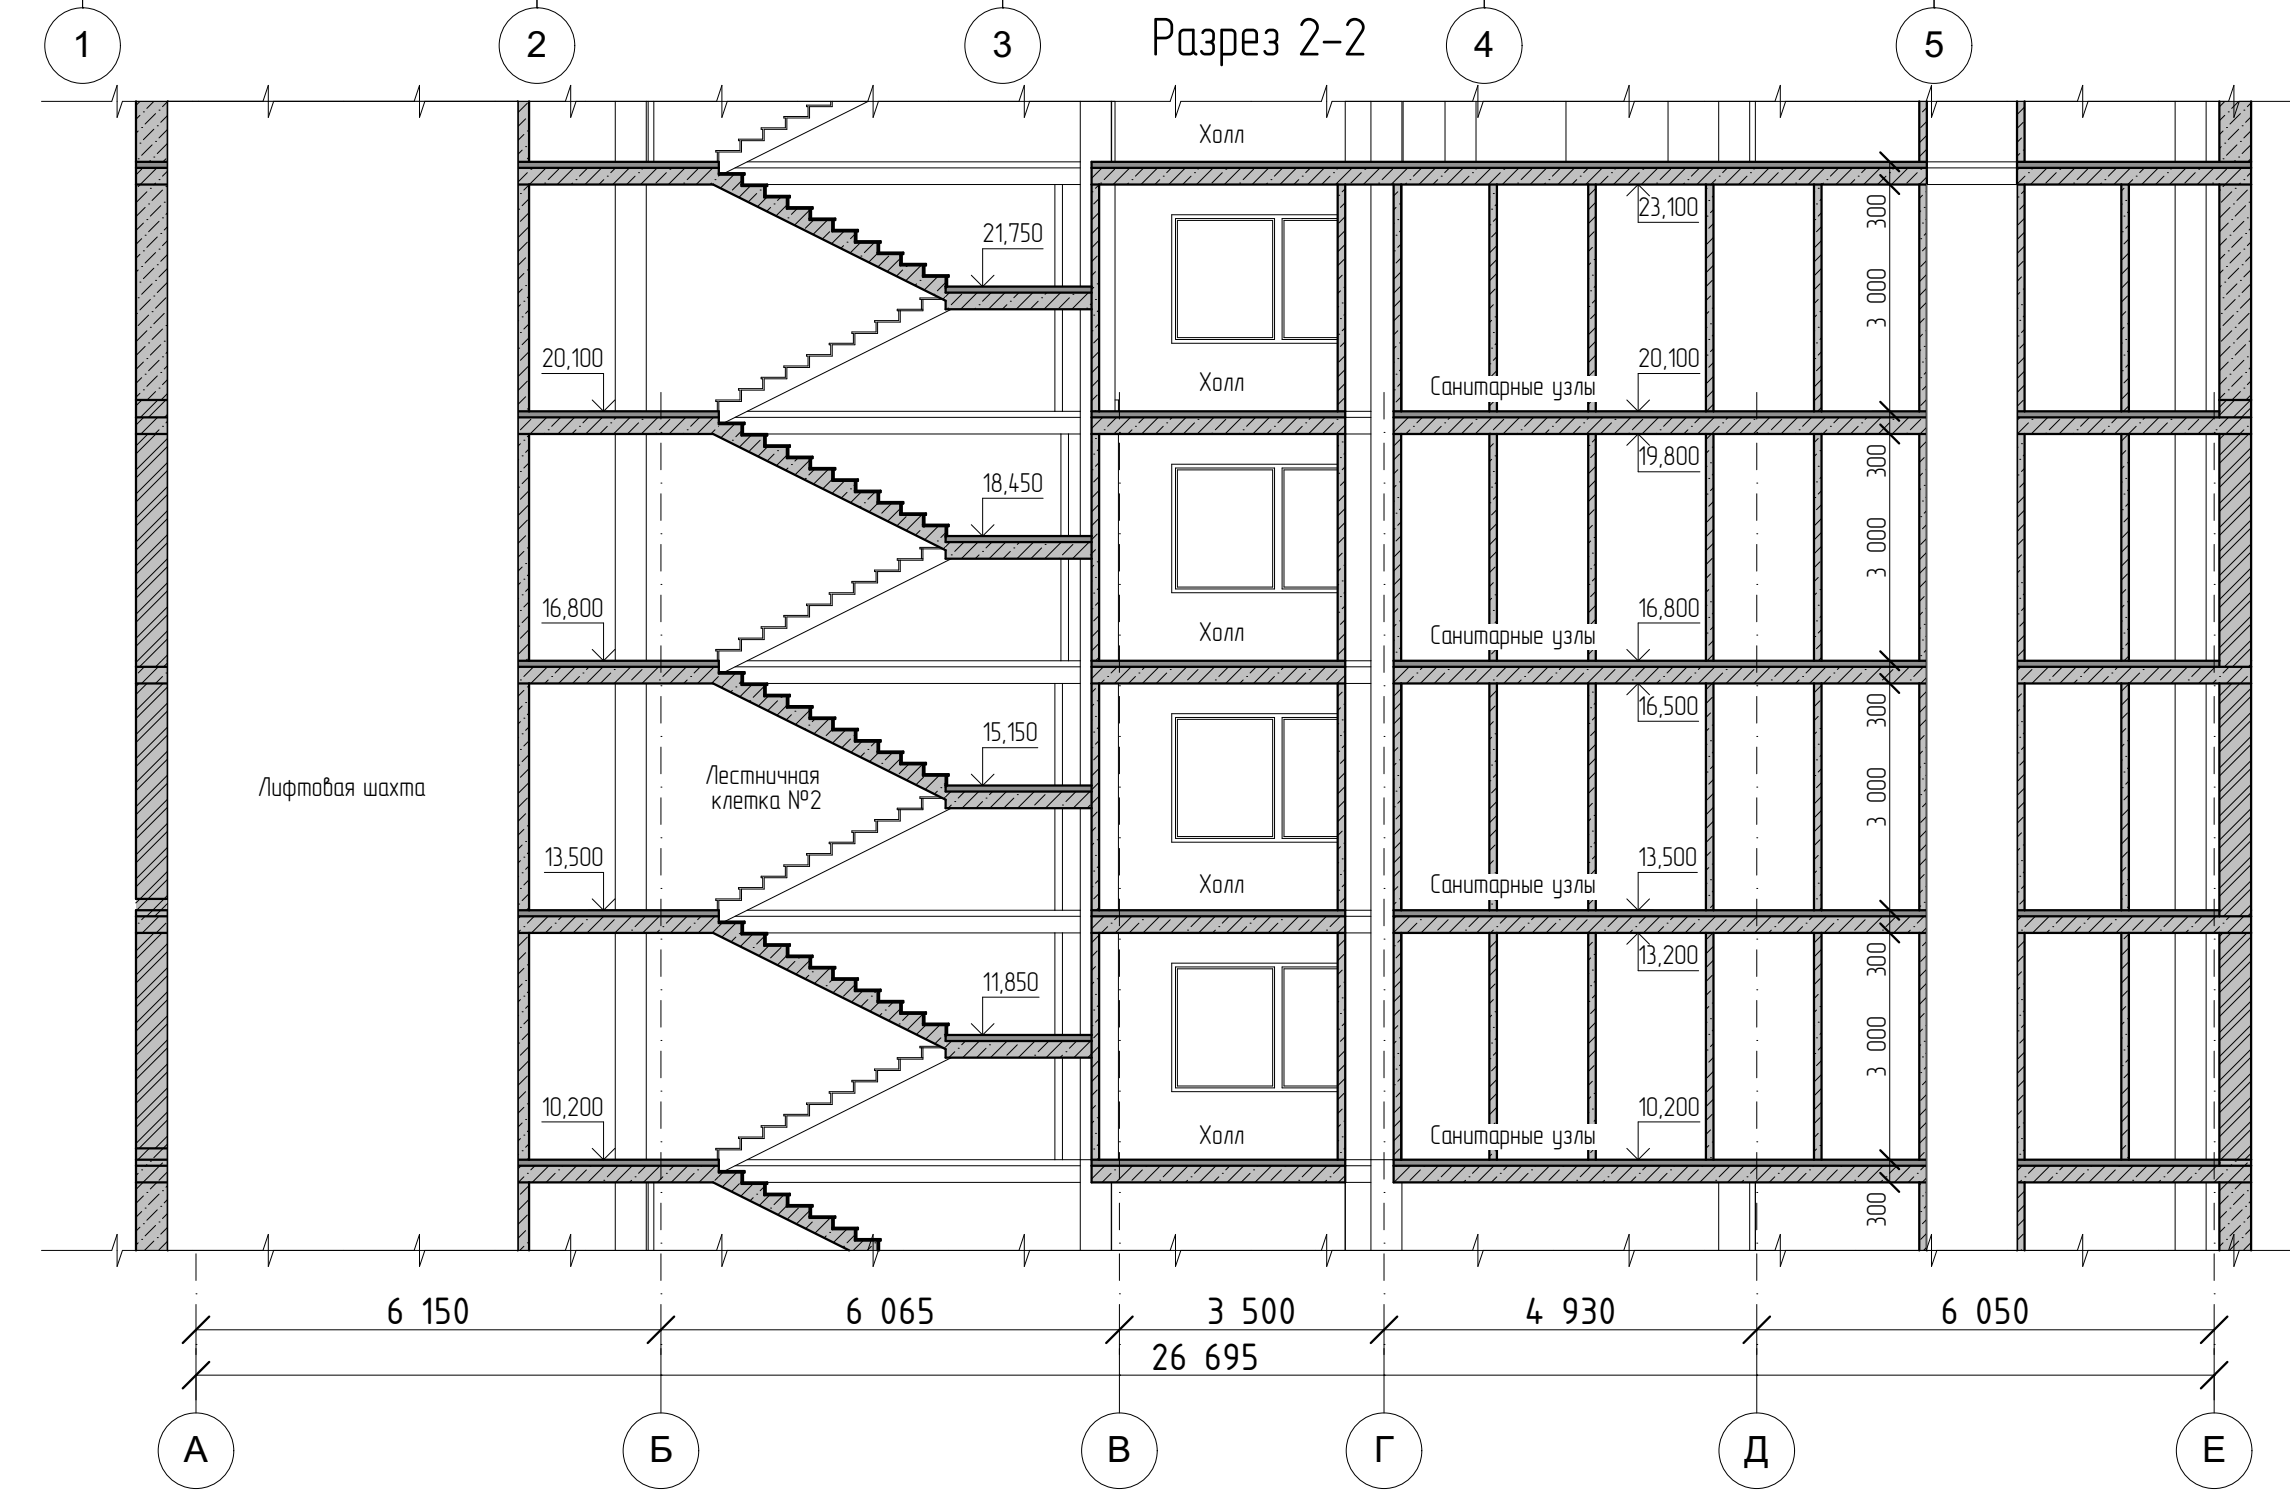 1 2 3 Разрез 2-2 4 5
Холл
23,100
300
21,750
3 000
20,100
20,100
Холл
Санитарные узлы
19,800
300
18,450
3 000
16,800
16,800
Холл
Санитарные узлы
16,500
300
15,150
Лестничная
клетка №2
Лифтовая шахта
3 000
13,500
13,500
Холл
Санитарные узлы
13,200
300
11,850
3 000
10,200
10,200
Холл
Санитарные узлы
300
6 150 6 065 3 500 4 930 6 050
26 695
А Б В Г Д Е